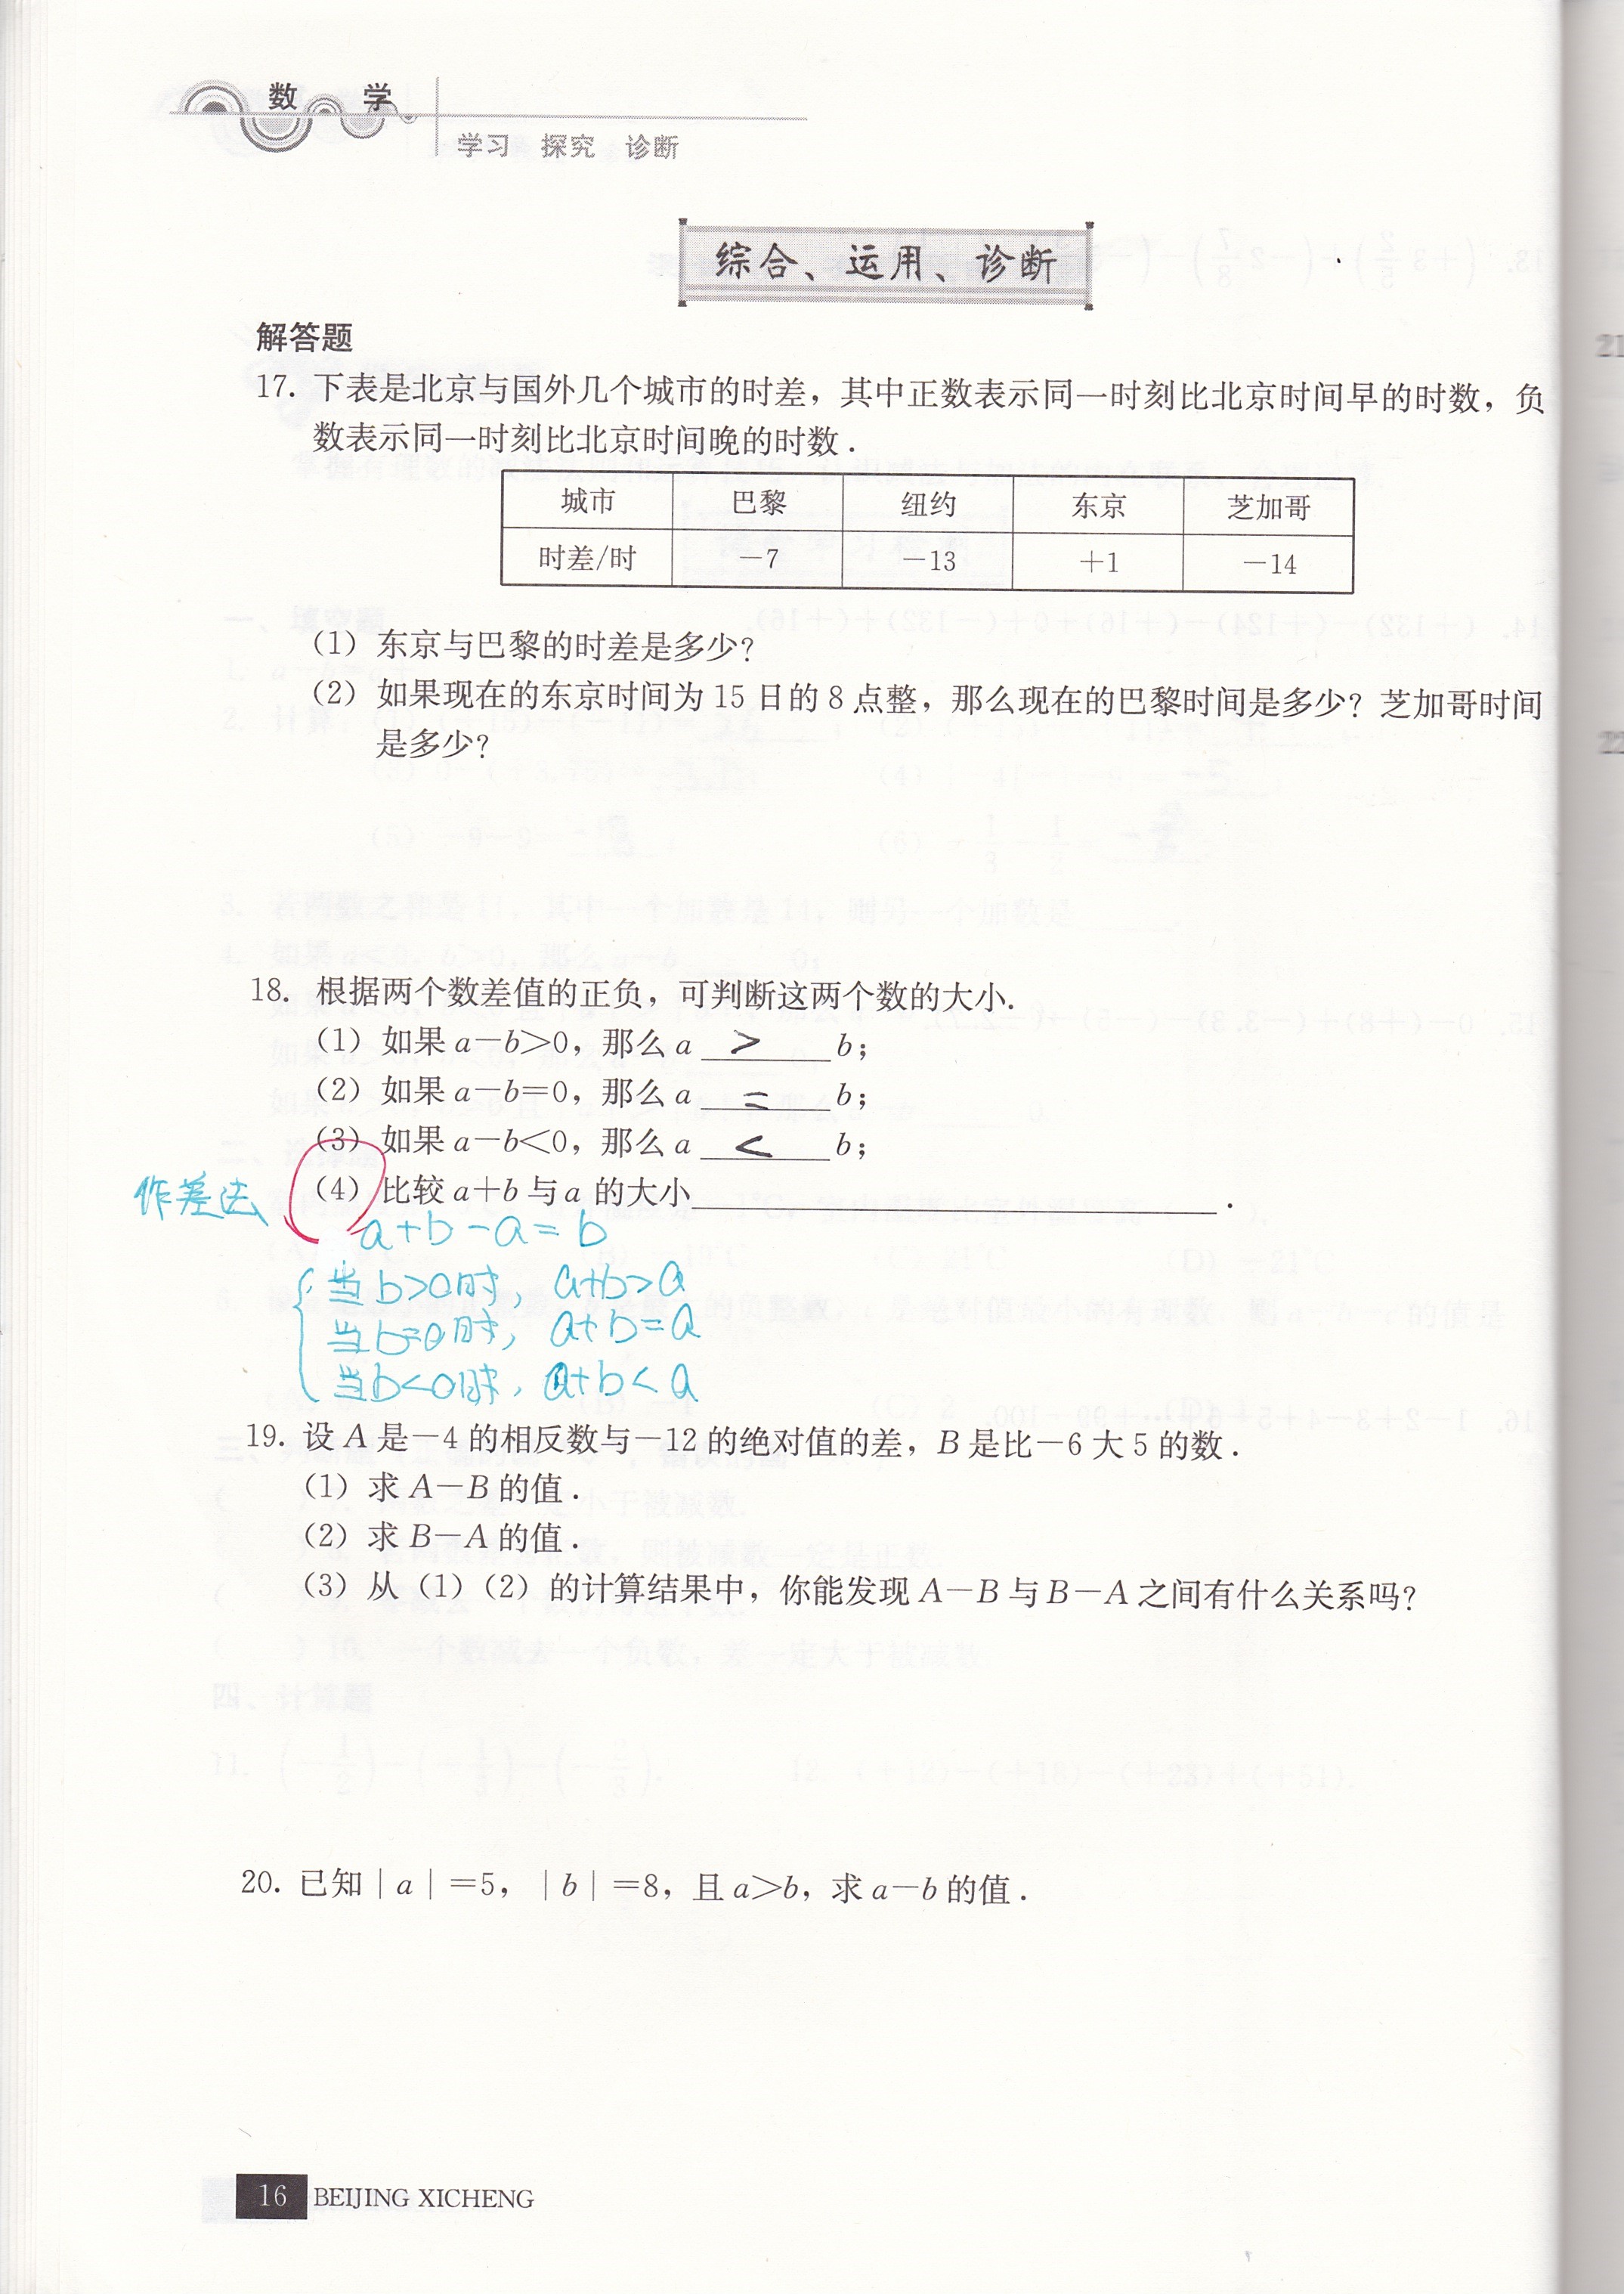 数 学
学习 探究 诊断
综合、运用、诊断
解答题
17. 下表是北京与国外几个城市的时差，其中正数表示同一时刻比北京时间早的时数，负
数表示同一时刻比北京时间晚的时数.
城市 巴黎 纽约 东京 芝加哥
时差/时 －7 －13 ＋1 －14
（1）东京与巴黎的时差是多少？
（2）如果现在的东京时间为 15 日的 8 点整，那么现在的巴黎时间是多少？芝加哥时间
是多少？
18. 根据两个数差值的正负，可判断这两个数的大小.
（1）如果 a－b＞0，那么 a ＞ b；
（2）如果 a－b＝0，那么 a ＝ b；
（3）如果 a－b＜0，那么 a ＜ b；
作差法 （4）比较 a＋b 与 a 的大小________.
a＋b－a＝b
当 b＞0时， a+b＞a
当 b=0时， a+b＝a
当 b＜0时， a+b＜a
19. 设 A 是－4 的相反数与－12 的绝对值的差，B 是比－6 大 5 的数.
（1）求 A－B 的值.
（2）求 B－A 的值.
（3）从（1）（2）的计算结果中，你能发现 A－B 与 B－A 之间有什么关系吗？
20. 已知｜a｜＝5，｜b｜＝8，且 a＞b，求 a－b 的值.
16 BEIJING XICHENG